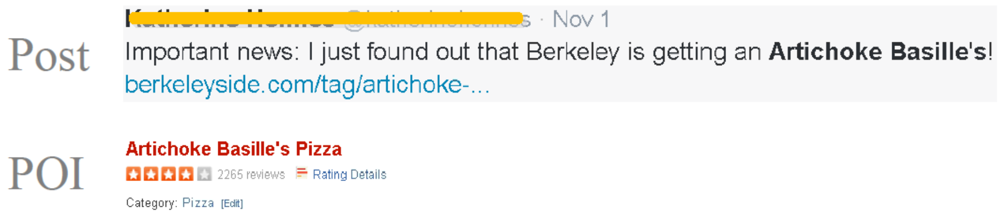 Post
· Nov 1
Important news: I just found out that Berkeley is getting an Artichoke Basille's!
berkeleyside.com/tag/artichoke-...
POI
Artichoke Basille's Pizza
2265 reviews Rating Details
Category: Pizza [Edit]